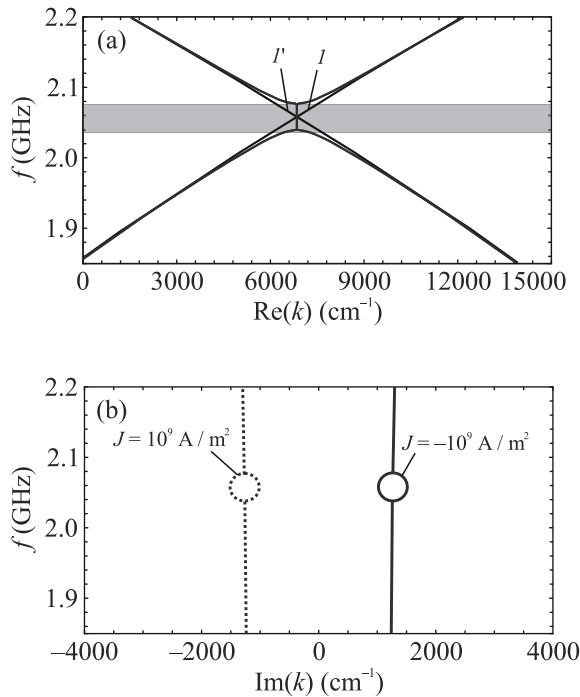 2.2
(a)
1'
1
2.1
f (GHz)
2.0
1.9
0 3000 6000 9000 12000 15000
Re(k) (cm⁻¹)
2.2
(b)
J = 10⁹ A / m²
J = −10⁹ A / m²
2.1
f (GHz)
2.0
1.9
−4000 −2000 0 2000 4000
Im(k) (cm⁻¹)